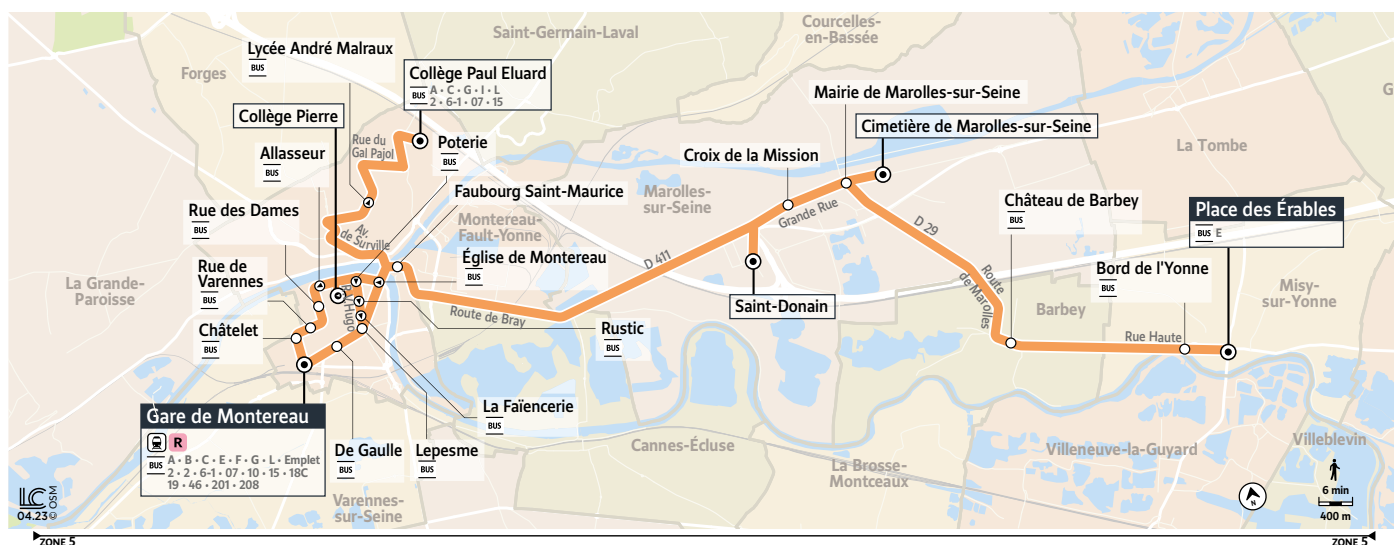 Courcelles-
en-Bassée
Saint-Germain-Laval
Lycée André Malraux
BUS
Forges
Collège Paul Eluard
BUS A • C • G • I • L
2 • 6-1 • 07 • 15
Mairie de Marolles-sur-Seine
Collège Pierre
Cimetière de Marolles-sur-Seine
Rue du
Gal Pajol
Poterie
BUS
Allasseur
BUS
Croix de la Mission
La Tombe
Faubourg Saint-Maurice
Marolles-
sur-Seine
Château de Barbey
BUS
Place des Érables
BUS E
Rue des Dames
BUS
Grande Rue
D 29
Av.
de Surville
Montereau-
Fault-Yonne
Église de Montereau
BUS
D 411
Rue de
Varennes
BUS
Bord de l'Yonne
BUS
La Grande-
Paroisse
Route
de Marolles
Misy-
sur-Yonne
Saint-Donain
Barbey
Hugo
Route de Bray
Châtelet
BUS
Rustic
BUS
Rue Haute
Gare de Montereau
R
BUS A • B • C • E • F • G • L • Emplet
2 • 2 • 6-1 • 07 • 10 • 15 • 18C
19 • 46 • 201 • 208
La Faïencerie
BUS
De Gaulle
BUS
Lepesme
BUS
Cannes-Écluse
La Brosse-
Montceaux
Villeneuve-la-Guyard
Villeblevin
Varennes-
sur-Seine
6 min
400 m
N
LC
04.23 © OSM
ZONE 5
ZONE 5